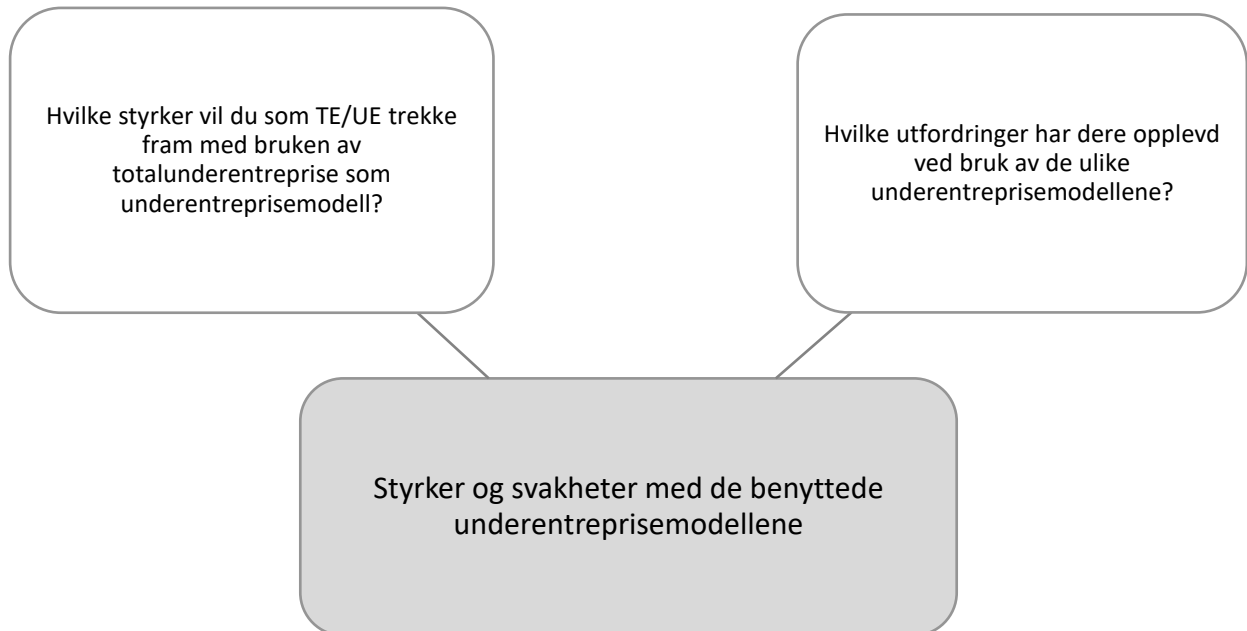 Hvilke styrker vil du som TE/UE trekke
fram med bruken av
totalunderentreprise som
underentreprisemodell?
Hvilke utfordringer har dere opplevd
ved bruk av de ulike
underentreprisemodellene?
Styrker og svakheter med de benyttede
underentreprisemodellene